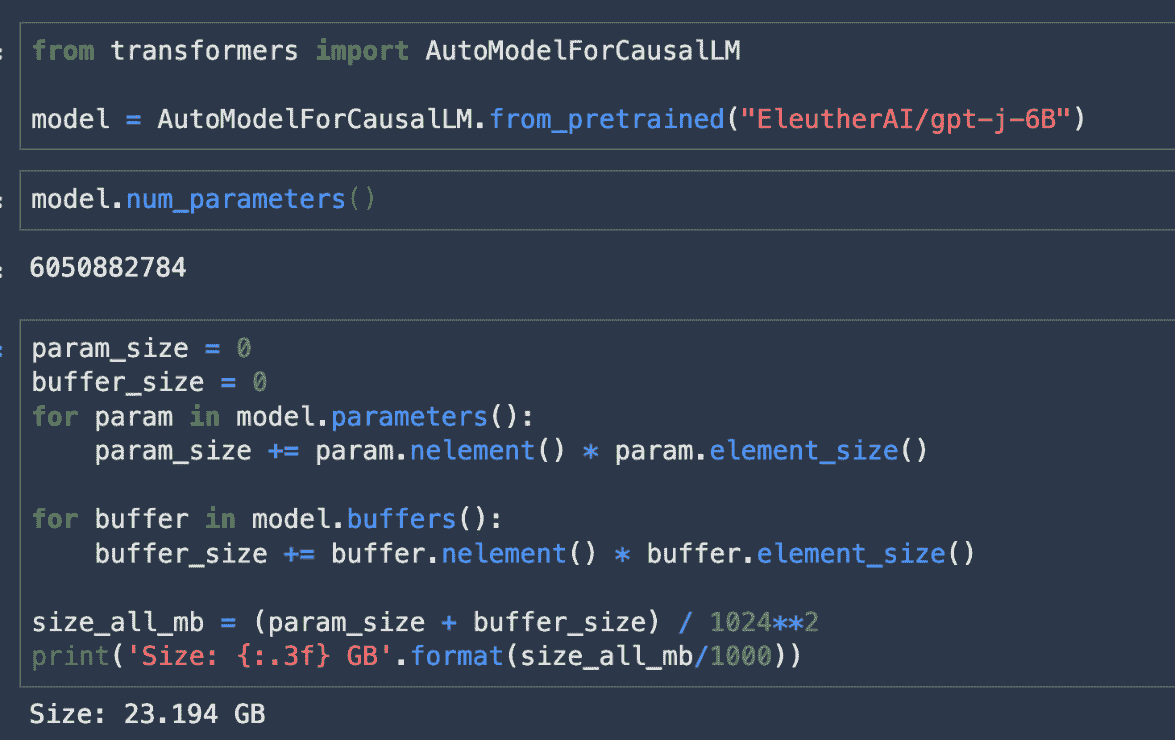 from transformers import AutoModelForCausalLM
model = AutoModelForCausalLM.from_pretrained("EleutherAI/gpt-j-6B")
model.num_parameters()
6050882784
param_size = 0
buffer_size = 0
for param in model.parameters():
    param_size += param.nelement() * param.element_size()
for buffer in model.buffers():
    buffer_size += buffer.nelement() * buffer.element_size()
size_all_mb = (param_size + buffer_size) / 1024**2
print('Size: {:.3f} GB'.format(size_all_mb/1000))
Size: 23.194 GB